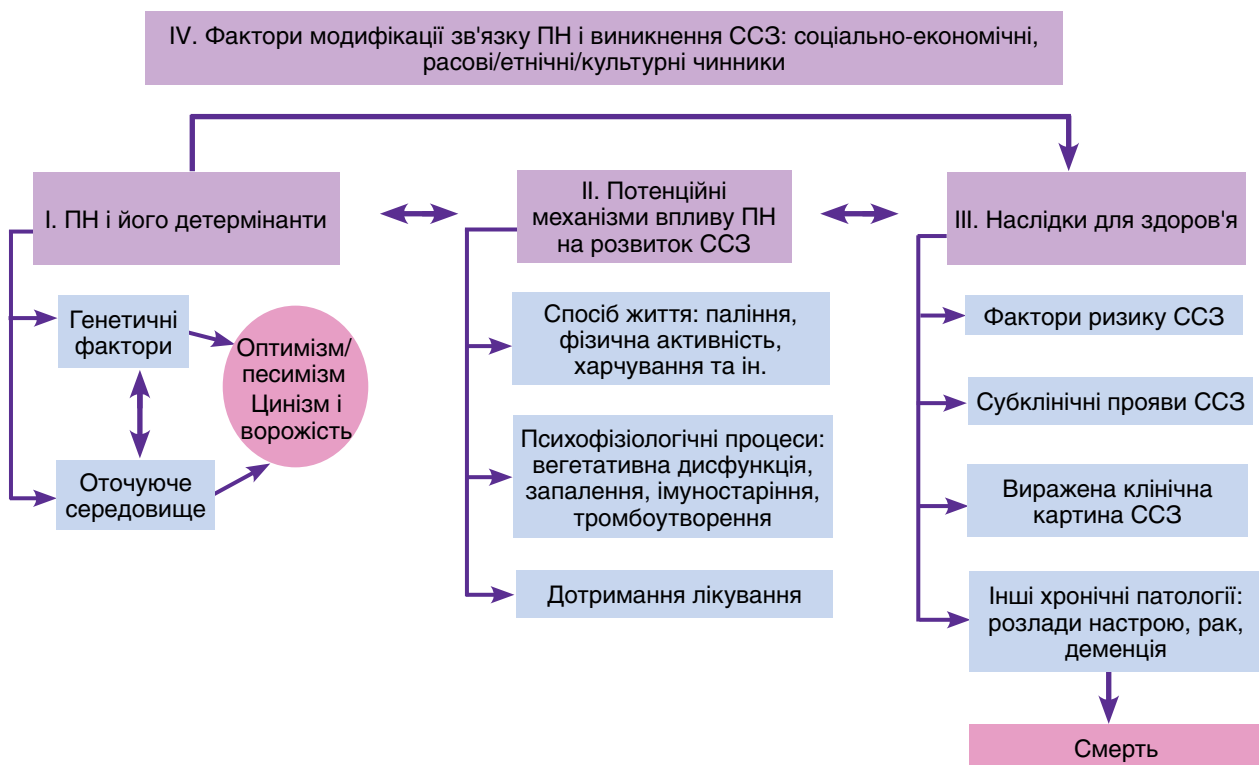 IV. Фактори модифікації зв'язку ПН і виникнення ССЗ: соціально-економічні,
расові/етнічні/культурні чинники
I. ПН і його детермінанти
Генетичні
фактори
Оптимізм/
песимізм
Цинізм і
ворожість
Оточуюче
середовище
II. Потенційні
механізми впливу ПН
на розвиток ССЗ
Спосіб життя: паління,
фізична активність,
харчування та ін.
Психофізіологічні процеси:
вегетативна дисфункція,
запалення, імуностаріння,
тромбоутворення
Дотримання лікування
III. Наслідки для здоров'я
Фактори ризику ССЗ
Субклінічні прояви ССЗ
Виражена клінічна
картина ССЗ
Інші хронічні патології:
розлади настрою, рак,
деменція
Смерть